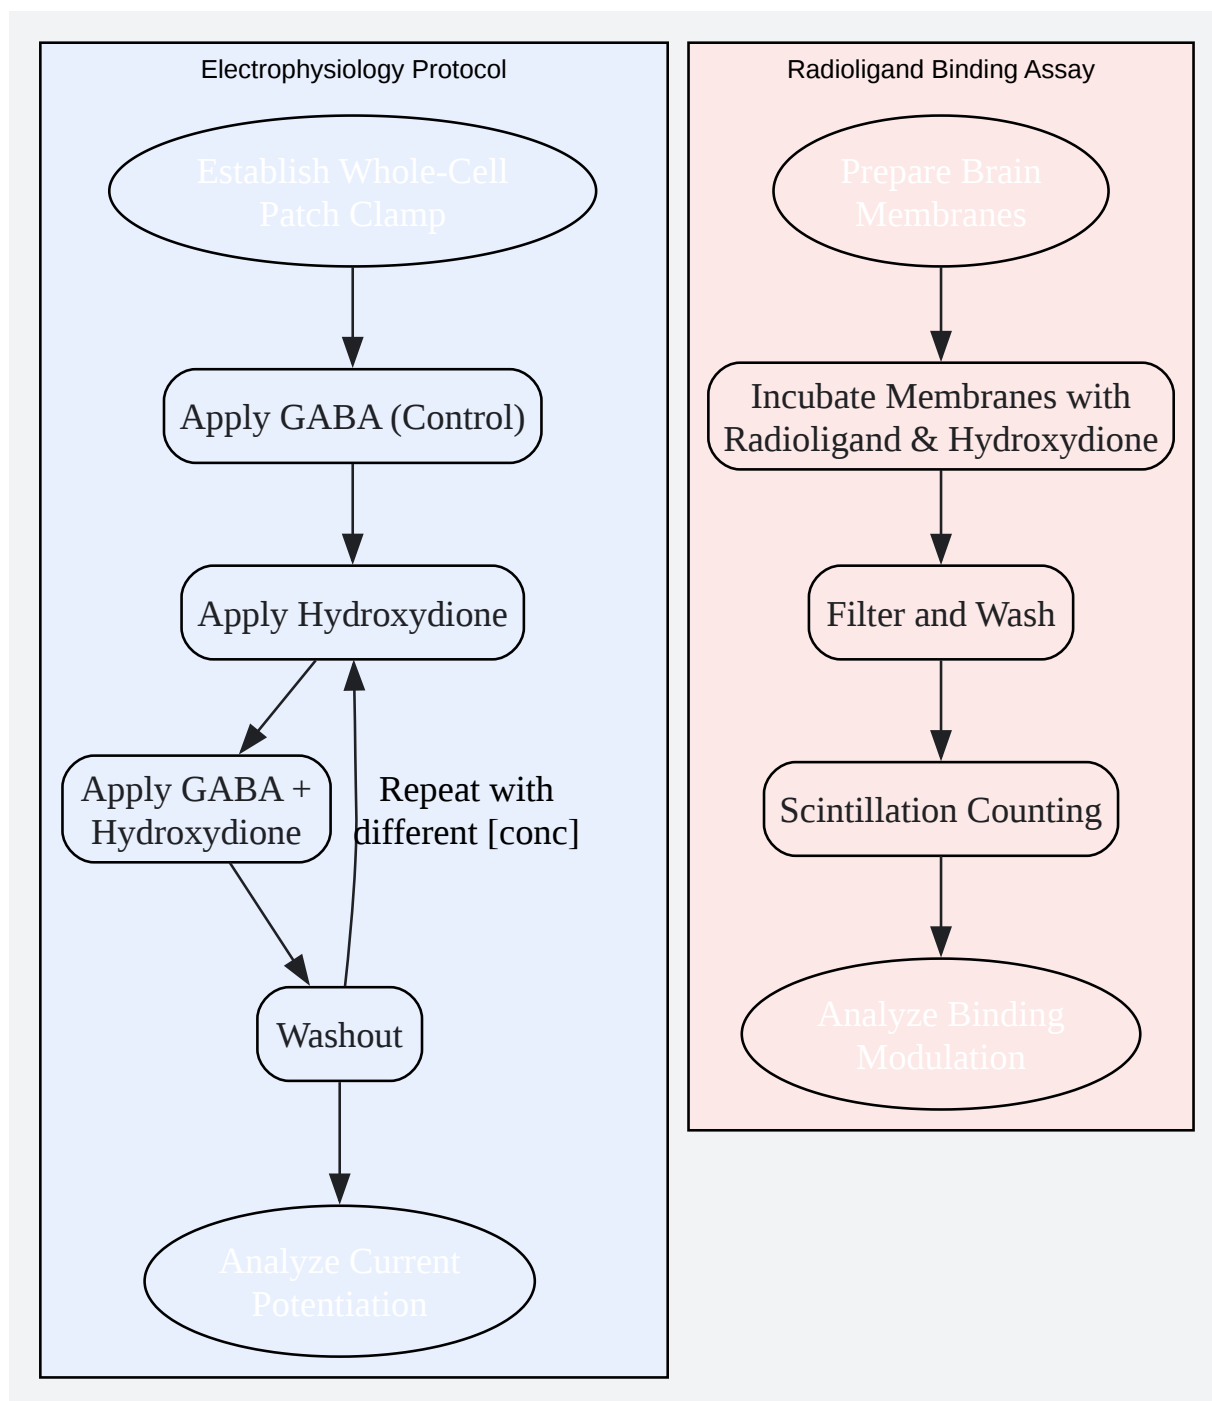 Electrophysiology Protocol
Establish Whole-Cell
Patch Clamp
Apply GABA (Control)
Apply Hydroxydione
Apply GABA +
Hydroxydione
Repeat with
different [conc]
Washout
Analyze Current
Potentiation
Radioligand Binding Assay
Prepare Brain
Membranes
Incubate Membranes with
Radioligand & Hydroxydione
Filter and Wash
Scintillation Counting
Analyze Binding
Modulation